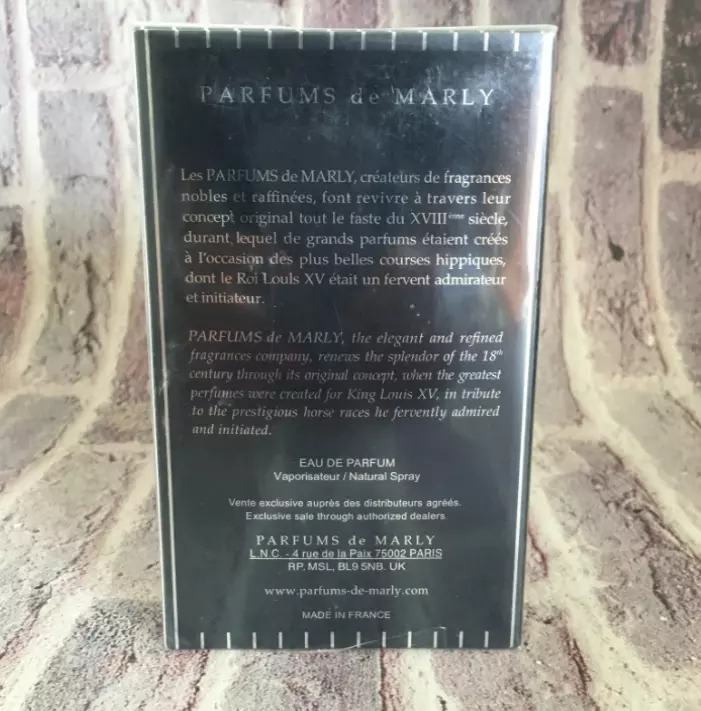 PARFUMS de MARLY
Les PARFUMS de MARLY, créateurs de fragrances
nobles et raffinées, font revivre à travers leur
concept original tout le faste du XVIIIème siècle,
durant lequel de grands parfums étaient créés
à l'occasion des plus belles courses hippiques,
dont le Roi Louis XV était un fervent admirateur
et initiateur.
PARFUMS de MARLY, the elegant and refined
fragrances company, renews the splendor of the 18th
century through its original concept, when the greatest
perfumes were created for King Louis XV, in tribute
to the prestigious horse races he fervently admired
and initiated.
EAU DE PARFUM
Vaporisateur / Natural Spray
Vente exclusive auprès des distributeurs agréés.
Exclusive sale through authorized dealers
PARFUMS de MARLY
L.N.C. - 4 rue de la Paix 75002 PARIS
RP. MSL, BL9 5NB. UK
www.parfums-de-marly.com
MADE IN FRANCE